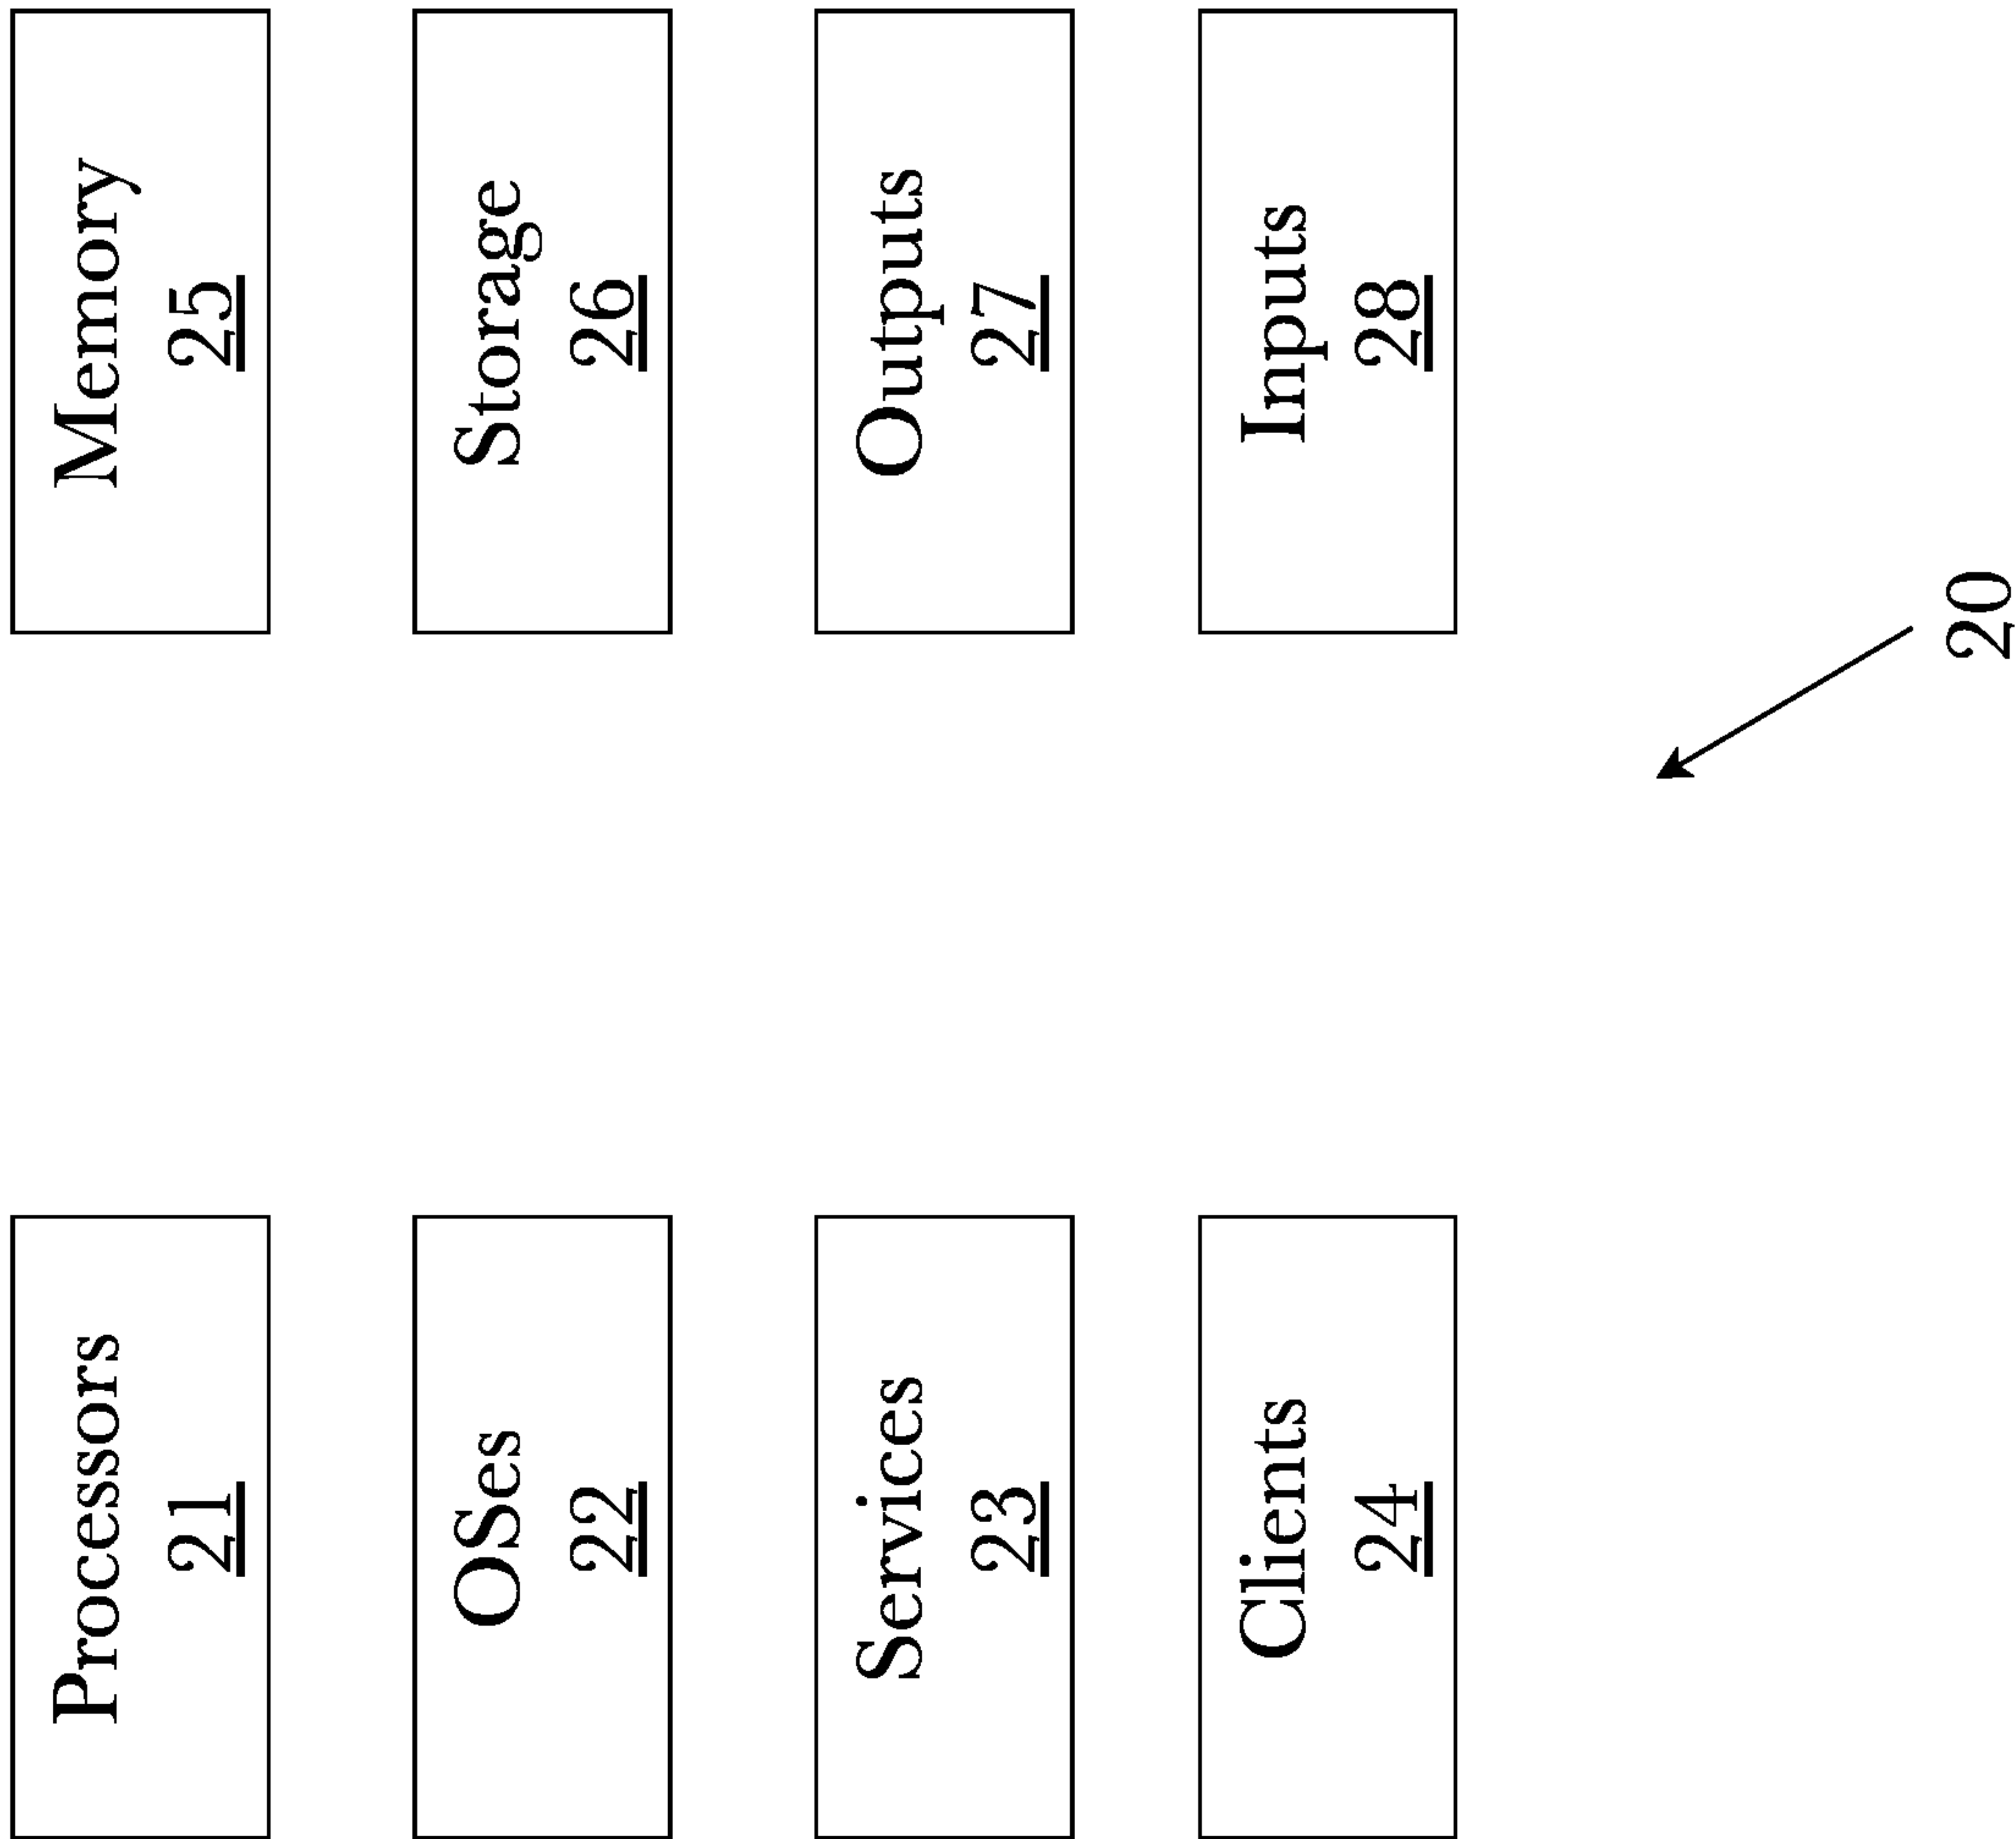 Processors
21
Memory
25
OSes
22
Storage
26
Services
23
Outputs
27
Clients
24
Inputs
28
20